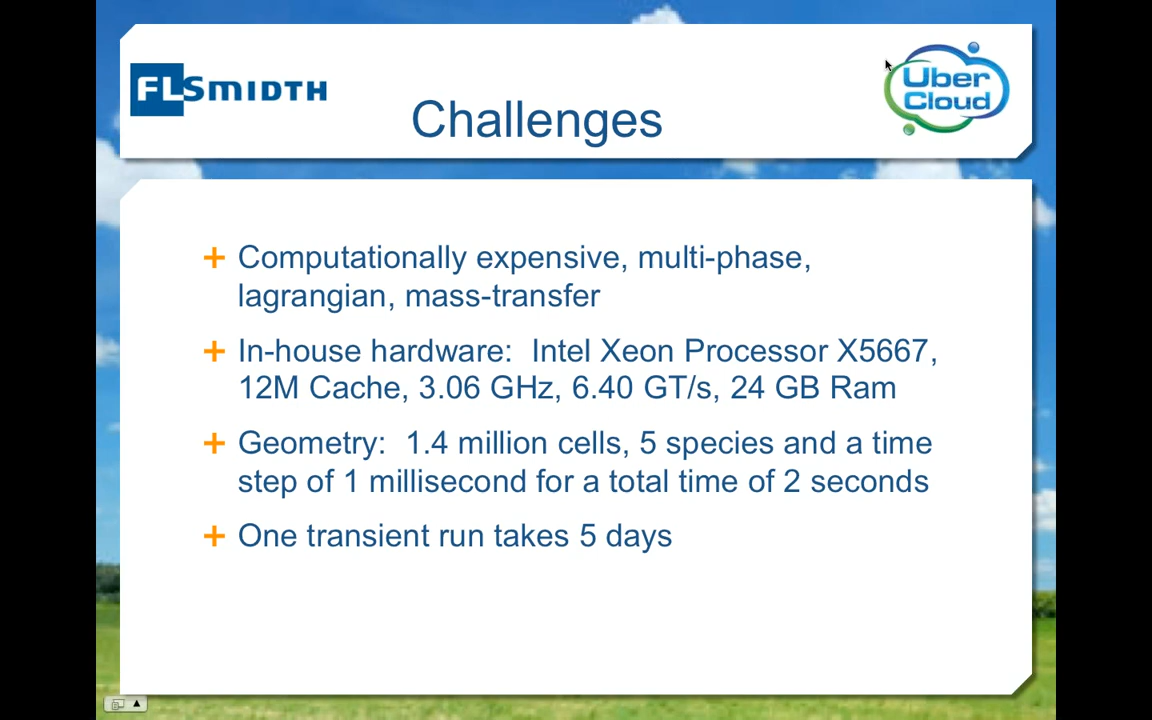 FLSMIDTH
Uber
Cloud
Challenges
+ Computationally expensive, multi-phase,
lagrangian, mass-transfer
+ In-house hardware:  Intel Xeon Processor X5667,
12M Cache, 3.06 GHz, 6.40 GT/s, 24 GB Ram
+ Geometry:  1.4 million cells, 5 species and a time
step of 1 millisecond for a total time of 2 seconds
+ One transient run takes 5 days